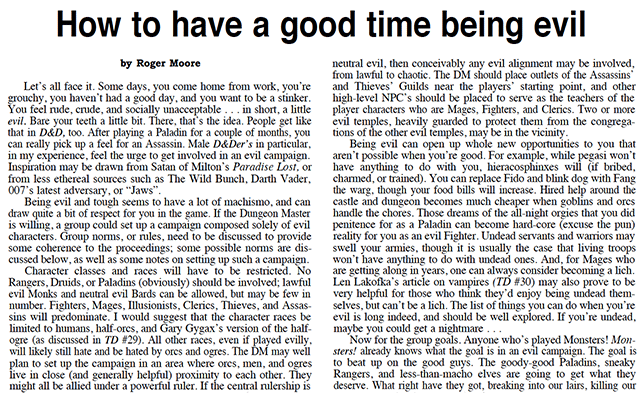 How to have a good time being evil
by Roger Moore
Let's all face it. Some days, you come home from work, you're
grouchy, you haven't had a good day, and you want to be a stinker.
You feel rude, crude, and socially unacceptable . . . in short, a little
evil. Bare your teeth a little bit. There, that's the idea. People get like
that in D&D, too. After playing a Paladin for a couple of months, you
can really pick up a feel for an Assassin. Male D&Der's in particular,
in my experience, feel the urge to get involved in an evil campaign.
Inspiration may be drawn from Satan of Milton's Paradise Lost, or
from less ethereal sources such as The Wild Bunch, Darth Vader,
007's latest adversary, or "Jaws".
Being evil and tough seems to have a lot of machismo, and can
draw quite a bit of respect for you in the game. If the Dungeon Master
is willing, a group could set up a campaign composed solely of evil
characters. Group norms, or rules, need to be discussed to provide
some coherence to the proceedings; some possible norms are dis-
cussed below, as well as some notes on setting up such a campaign.
Character classes and races will have to be restricted. No
Rangers, Druids, or Paladins (obviously) should be involved; lawful
evil Monks and neutral evil Bards can be allowed, but may be few in
number. Fighters, Mages, Illusionists, Clerics, Thieves, and Assas-
sins will predominate. I would suggest that the character races be
limited to humans, half-orcs, and Gary Gygax's version of the half-
ogre (as discussed in TD #29). All other races, even if played evilly,
will likely still hate and be hated by orcs and ogres. The DM may well
plan to set up the campaign in an area where orcs, men, and ogres
live in close (and generally helpful) proximity to each other. They
might all be allied under a powerful ruler. If the central rulership is
neutral evil, then conceivably any evil alignment may be involved,
from lawful to chaotic. The DM should place outlets of the Assassins'
and Thieves' Guilds near the players' starting point, and other
high-level NPC's should be placed to serve as the teachers of the
player characters who are Mages, Fighters, and Clerics. Two or more
evil temples, heavily guarded to protect them from the congrega-
tions of the other evil temples, may be in the vicinity.
Being evil can open up whole new opportunities to you that
aren't possible when you're good. For example, while pegasi won't
have anything to do with you, hieracosphinxes will (if bribed,
charmed, or trained). You can replace Fido and blink dog with Fang
the warg, though your food bills will increase. Hired help around the
castle and dungeon becomes much cheaper when goblins and orcs
handle the chores. Those dreams of the all-night orgies that you did
penitence for as a Paladin can become hard-core (excuse the pun)
reality for you as an evil Fighter. Undead servants and warriors may
swell your armies, though it is usually the case that living troops
won't have anything to do with undead ones. And, for Mages who
are getting along in years, one can always consider becoming a lich.
Len Lakofka's article on vampires (TD #30) may also prove to be
very helpful for those who think they'd enjoy being undead them-
selves, but can't be a lich. The list of things you can do when you're
evil is long indeed, and should be well explored. If you're undead,
maybe you could get a nightmare . . .
Now for the group goals. Anyone who's played Monsters! Mon-
sters! already knows what the goal is in an evil campaign. The goal is
to beat up on the good guys. The goody-good Paladins, sneaky
Rangers, and less-than-macho elves are going to get what they
deserve. What right have they got, breaking into our lairs, killing our